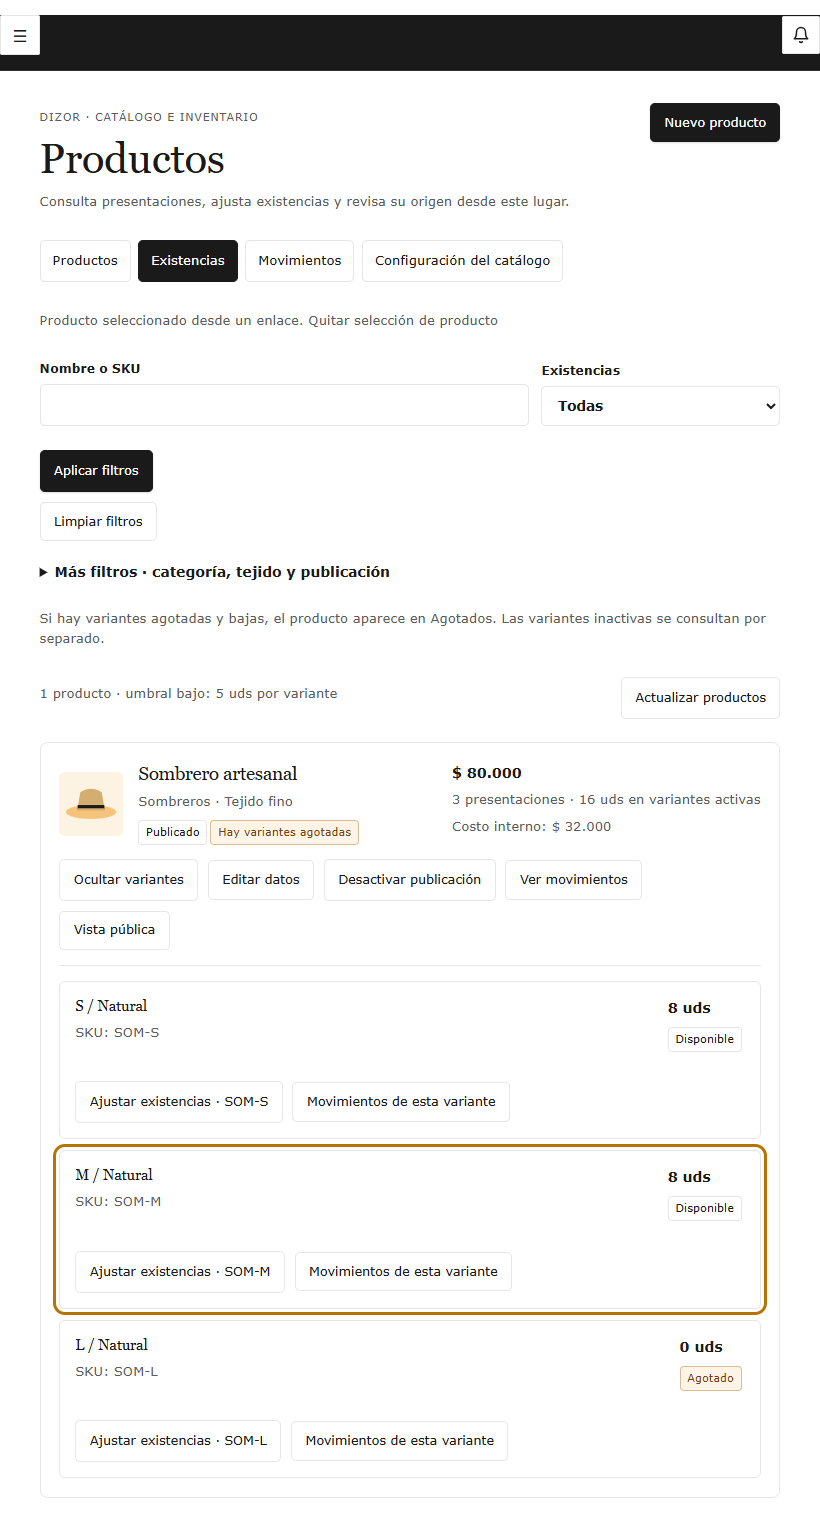 ☰
DIZOR · CATÁLOGO E INVENTARIO
Nuevo producto
Productos
Consulta presentaciones, ajusta existencias y revisa su origen desde este lugar.
Productos
Existencias
Movimientos
Configuración del catálogo
Producto seleccionado desde un enlace. Quitar selección de producto
Nombre o SKU
Existencias
Todas
Aplicar filtros
Limpiar filtros
▶ Más filtros · categoría, tejido y publicación
Si hay variantes agotadas y bajas, el producto aparece en Agotados. Las variantes inactivas se consultan por
separado.
1 producto · umbral bajo: 5 uds por variante
Actualizar productos
Sombrero artesanal
Sombreros · Tejido fino
Publicado
Hay variantes agotadas
$ 80.000
3 presentaciones · 16 uds en variantes activas
Costo interno: $ 32.000
Ocultar variantes
Editar datos
Desactivar publicación
Ver movimientos
Vista pública
S / Natural
SKU: SOM-S
8 uds
Disponible
Ajustar existencias · SOM-S
Movimientos de esta variante
M / Natural
SKU: SOM-M
8 uds
Disponible
Ajustar existencias · SOM-M
Movimientos de esta variante
L / Natural
SKU: SOM-L
0 uds
Agotado
Ajustar existencias · SOM-L
Movimientos de esta variante